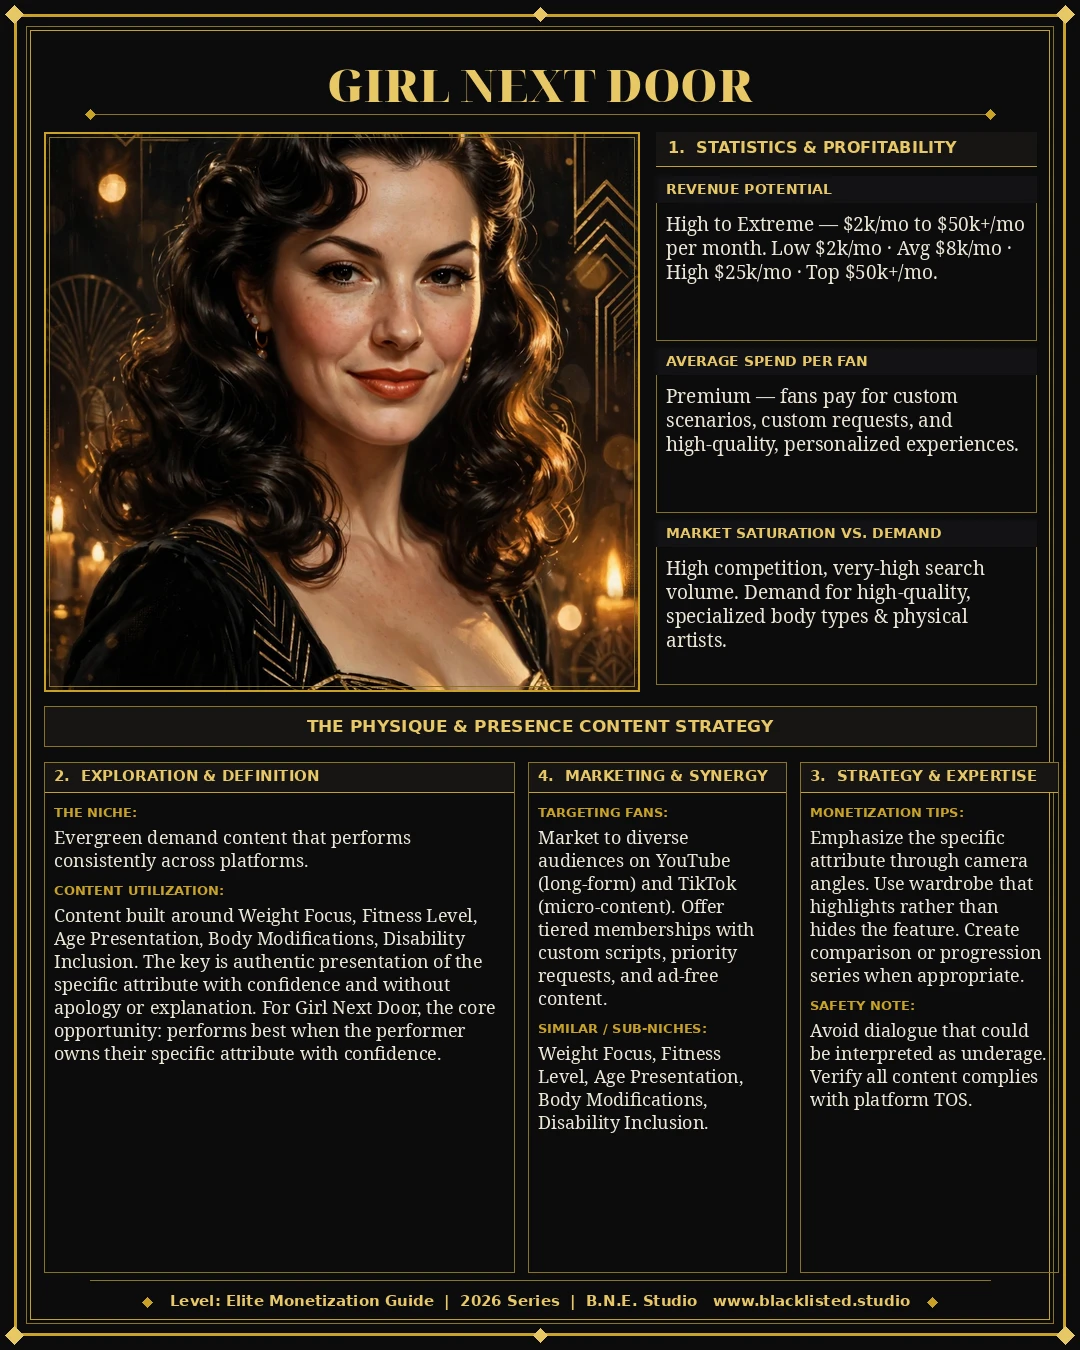 GIRL NEXT DOOR
1. STATISTICS & PROFITABILITY
REVENUE POTENTIAL
High to Extreme — $2k/mo to $50k+/mo
per month. Low $2k/mo · Avg $8k/mo ·
High $25k/mo · Top $50k+/mo.
AVERAGE SPEND PER FAN
Premium — fans pay for custom
scenarios, custom requests, and
high-quality, personalized experiences.
MARKET SATURATION VS. DEMAND
High competition, very-high search
volume. Demand for high-quality,
specialized body types & physical
artists.
THE PHYSIQUE & PRESENCE CONTENT STRATEGY
2. EXPLORATION & DEFINITION
THE NICHE:
Evergreen demand content that performs
consistently across platforms.
CONTENT UTILIZATION:
Content built around Weight Focus, Fitness Level,
Age Presentation, Body Modifications, Disability
Inclusion. The key is authentic presentation of the
specific attribute with confidence and without
apology or explanation. For Girl Next Door, the core
opportunity: performs best when the performer
owns their specific attribute with confidence.
4. MARKETING & SYNERGY
TARGETING FANS:
Market to diverse
audiences on YouTube
(long-form) and TikTok
(micro-content). Offer
tiered memberships with
custom scripts, priority
requests, and ad-free
content.
SIMILAR / SUB-NICHES:
Weight Focus, Fitness
Level, Age Presentation,
Body Modifications,
Disability Inclusion.
3. STRATEGY & EXPERTISE
MONETIZATION TIPS:
Emphasize the specific
attribute through camera
angles. Use wardrobe that
highlights rather than
hides the feature. Create
comparison or progression
series when appropriate.
SAFETY NOTE:
Avoid dialogue that could
be interpreted as underage.
Verify all content complies
with platform TOS.
Level: Elite Monetization Guide | 2026 Series | B.N.E. Studio www.blacklisted.studio